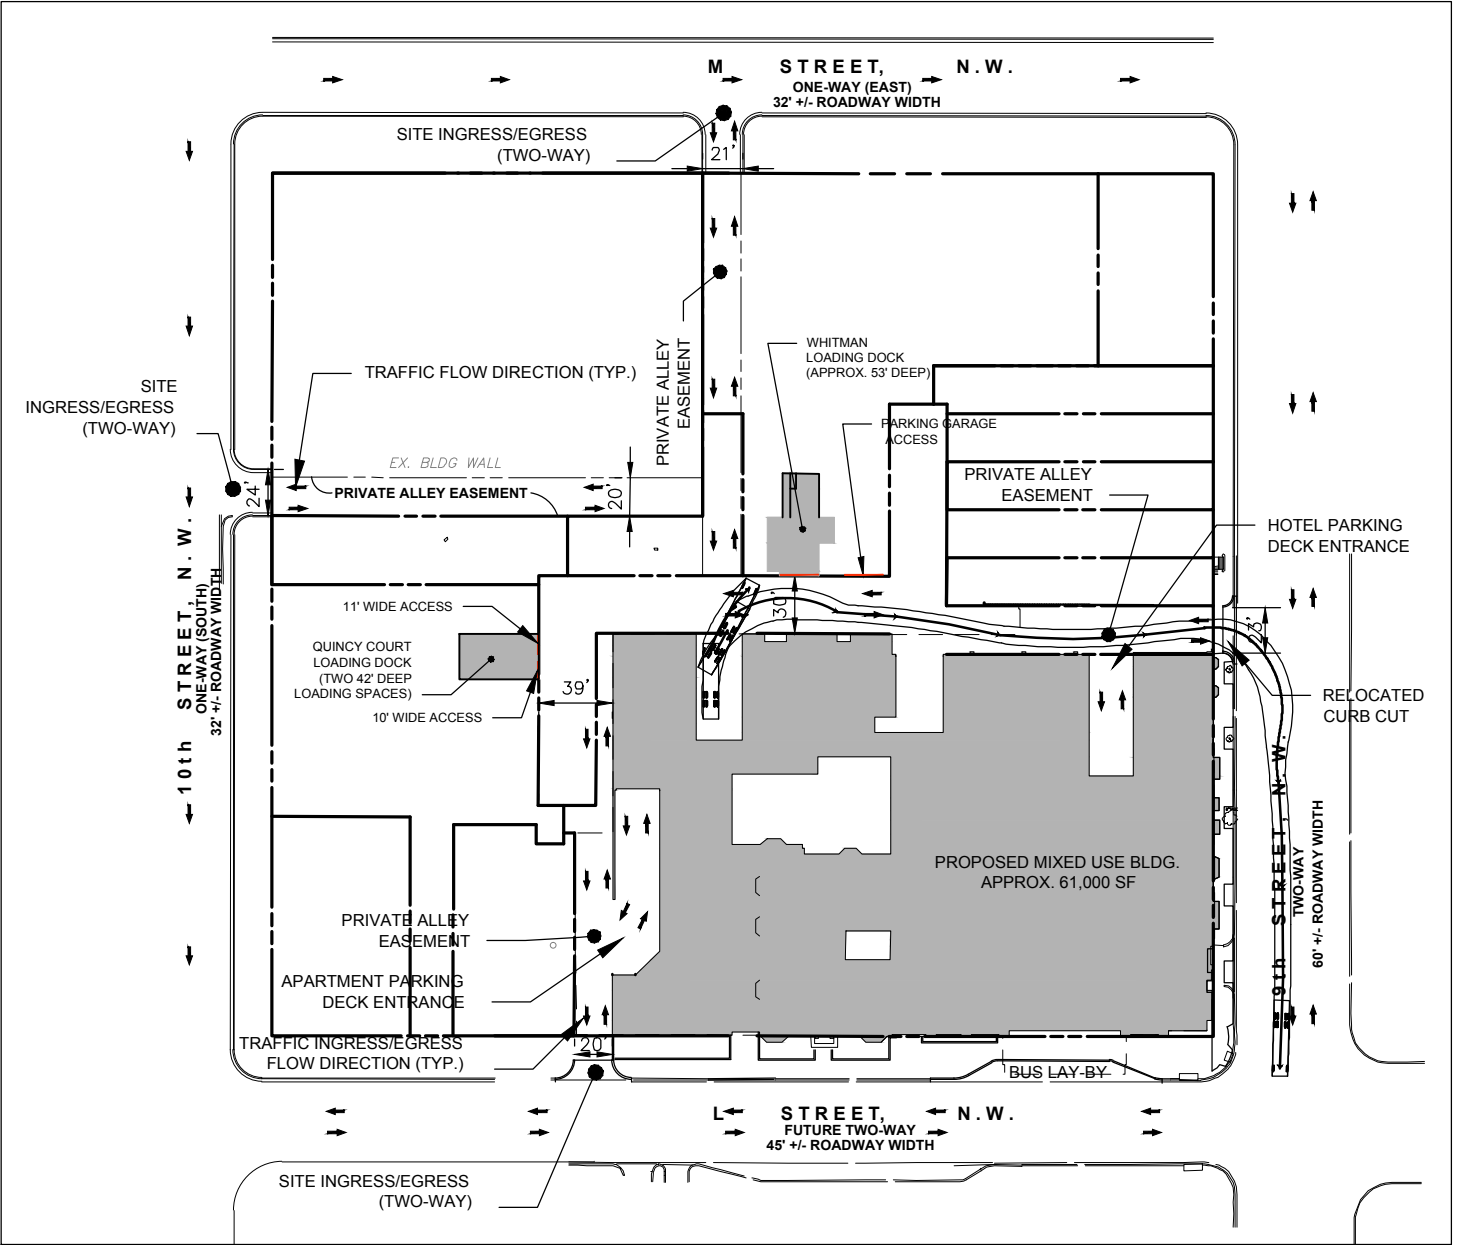 M STREET, N.W.
ONE-WAY (EAST)
32' +/- ROADWAY WIDTH
SITE INGRESS/EGRESS
(TWO-WAY)
21'
PRIVATE ALLEY
EASEMENT
WHITMAN
LOADING DOCK
(APPROX. 53' DEEP)
TRAFFIC FLOW DIRECTION (TYP.)
SITE
INGRESS/EGRESS
(TWO-WAY)
PARKING GARAGE
ACCESS
EX. BLDG WALL
PRIVATE ALLEY EASEMENT
24'
20'
PRIVATE ALLEY
EASEMENT
HOTEL PARKING
DECK ENTRANCE
10th STREET, N.W.
ONE-WAY (SOUTH)
32' +/- ROADWAY WIDTH
11' WIDE ACCESS
30'
23'
QUINCY COURT
LOADING DOCK
(TWO 42' DEEP
LOADING SPACES)
39'
10' WIDE ACCESS
RELOCATED
CURB CUT
9th STREET, N.W.
TWO-WAY
60' +/- ROADWAY WIDTH
PROPOSED MIXED USE BLDG.
APPROX. 61,000 SF
PRIVATE ALLEY
EASEMENT
APARTMENT PARKING
DECK ENTRANCE
TRAFFIC INGRESS/EGRESS
FLOW DIRECTION (TYP.)
20'
BUS LAY-BY
L STREET, N.W.
FUTURE TWO-WAY
45' +/- ROADWAY WIDTH
SITE INGRESS/EGRESS
(TWO-WAY)